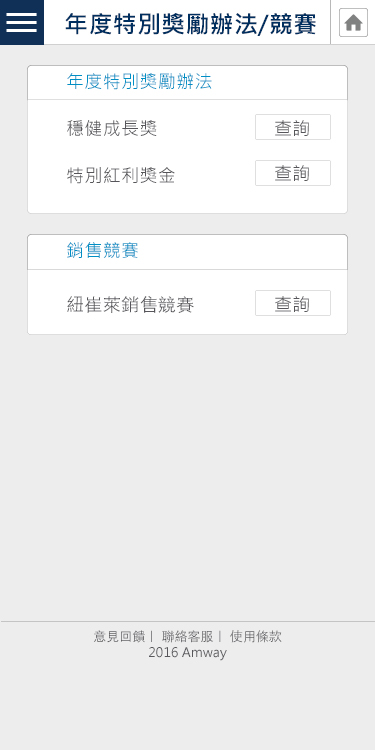 年度特別獎勵辦法/競賽
年度特別獎勵辦法
穩健成長獎 查詢
特別紅利獎金 查詢
銷售競賽
紐崔萊銷售競賽 查詢
意見回饋｜ 聯絡客服｜ 使用條款
2016 Amway